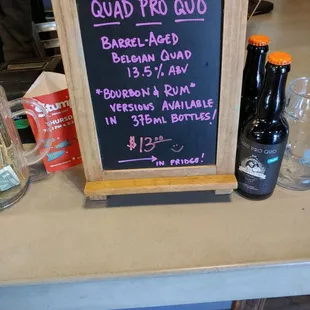 QUAD PRO QUO
BARREL-AGED
BELGIAN QUAD
13.5% ABV
*BOURBON & RUM*
VERSIONS AVAILABLE
IN 375ML BOTTLES!
$13.00
IN FRIDGE!